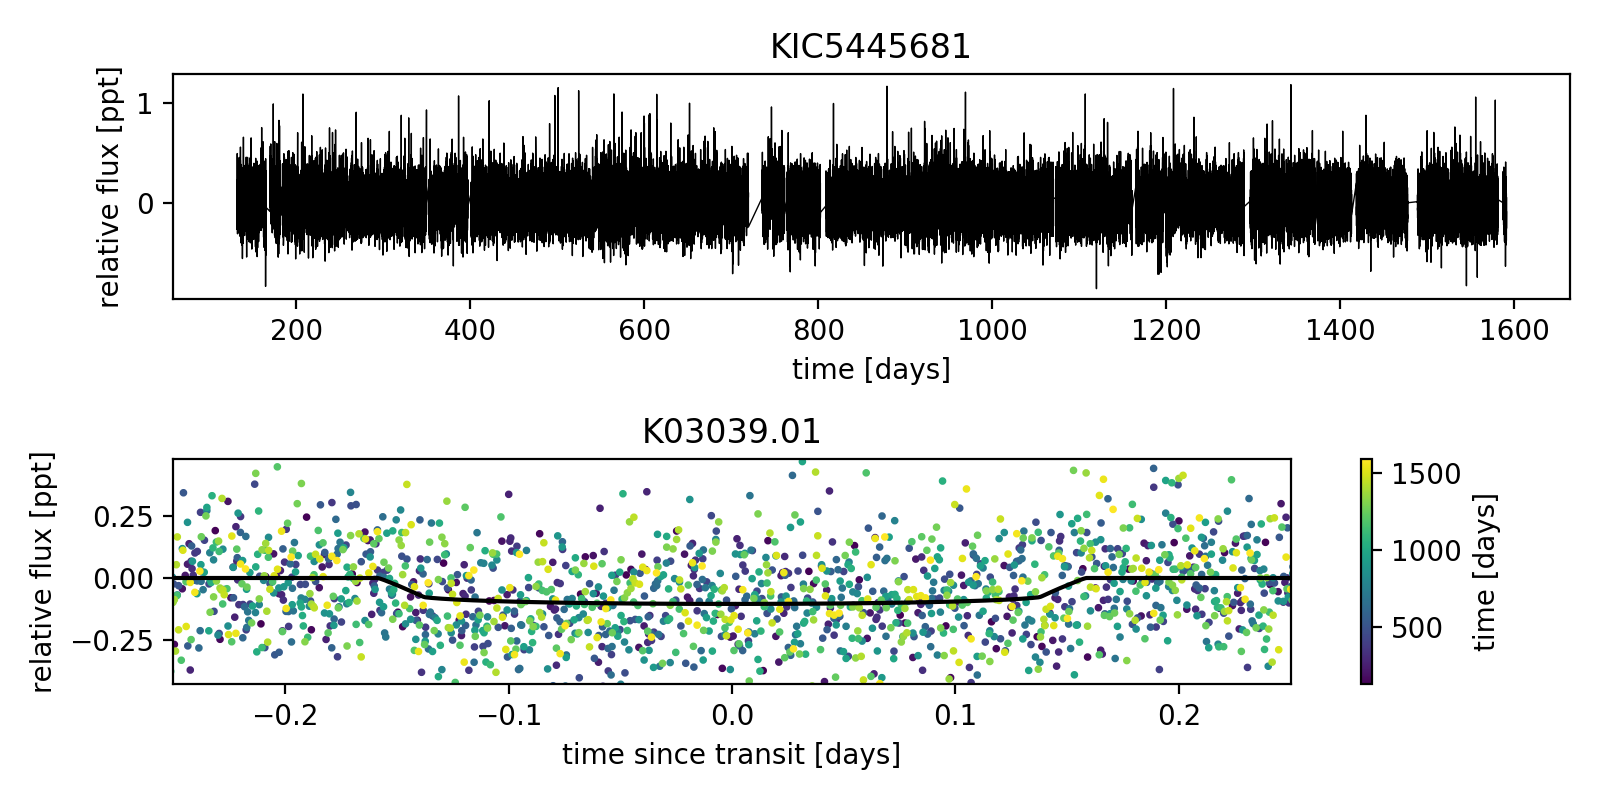 KIC5445681
relative flux [ppt]
1
0
200 400 600 800 1000 1200 1400 1600
time [days]
K03039.01
relative flux [ppt]
0.25
0.00
−0.25
−0.2 −0.1 0.0 0.1 0.2
time since transit [days]
1500
1000
500
time [days]